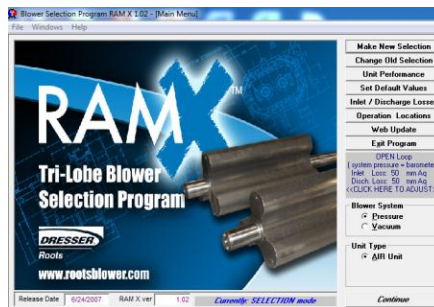 Blower Selection Program RAM X 1.02 - [Main Menu]
File Windows Help
RAMX™
Tri-Lobe Blower
Selection Program
DRESSER
Roots
www.rootsblower.com
Make New Selection
Change Old Selection
Unit Performance
Set Default Values
Inlet / Discharge Losse
Operation Locations
Web Update
Exit Program
OPEN Loop
( system pressure = baromete
Inlet Loss: 50 mm Aq
Disch. Loss: 50 mm Aq
<<CLICK HERE TO ADJUST>
Blower System
Pressure
Vacuum
Unit Type
AIR Unit
Release Date 6/24/2007 RAM X ver 1.02 Currently: SELECTION mode Continue